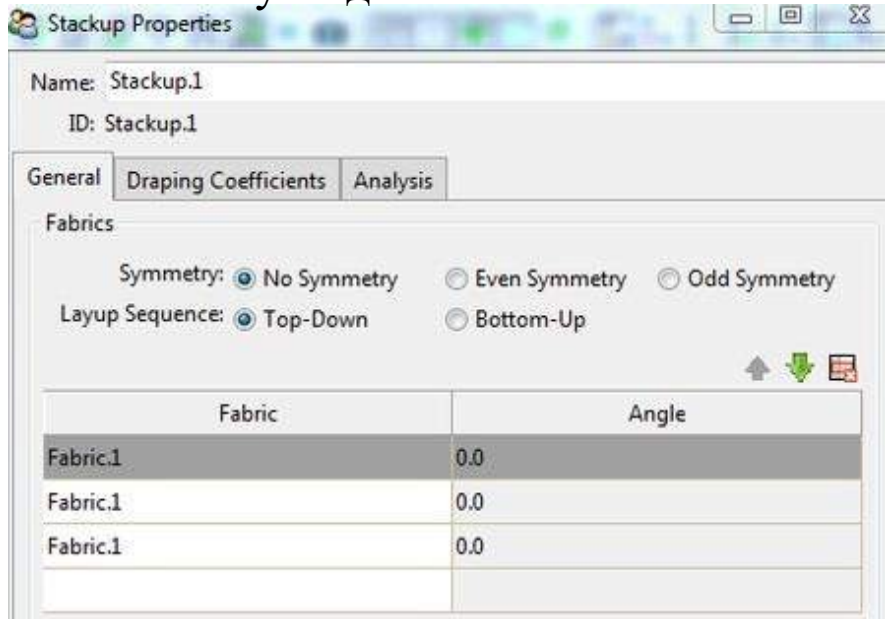 Stackup Properties
Name: Stackup.1
ID: Stackup.1
General Draping Coefficients Analysis
Fabrics
Symmetry: No Symmetry Even Symmetry Odd Symmetry
Layup Sequence: Top-Down Bottom-Up
Fabric Angle
Fabric.1 0.0
Fabric.1 0.0
Fabric.1 0.0